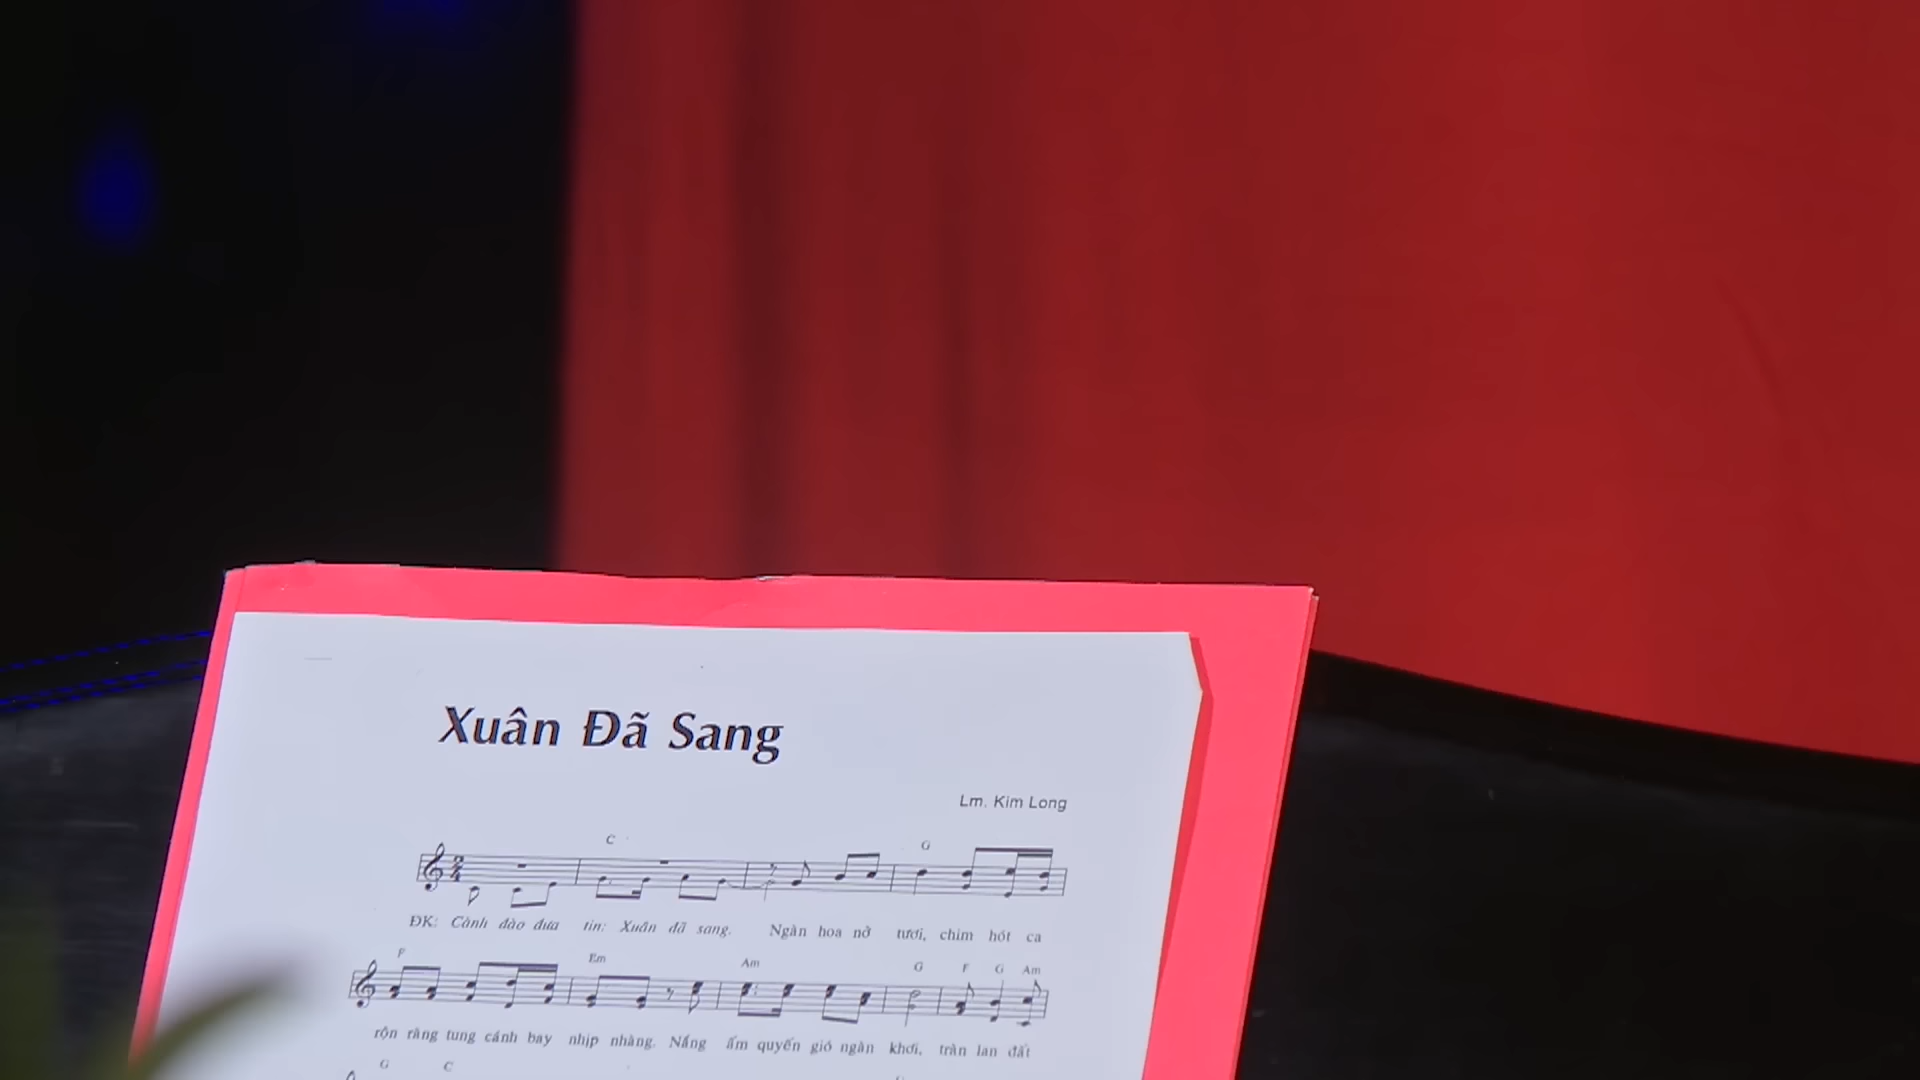 Xuân Đã Sang
Lm. Kim Long
C G
ĐK: Cành đào đưa tin: Xuân đã sang. Ngàn hoa nở tươi, chim hót ca
F Em Am G F G Am
rộn ràng tung cánh bay nhịp nhàng. Nắng ấm quyến gió ngàn khơi, tràn lan đất
G C